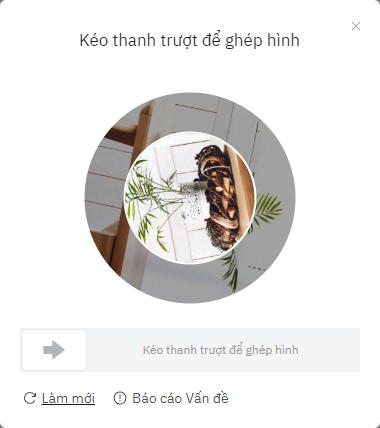 Kéo thanh trượt để ghép hình
Kéo thanh trượt để ghép hình
Làm mới
Báo cáo Vấn đề